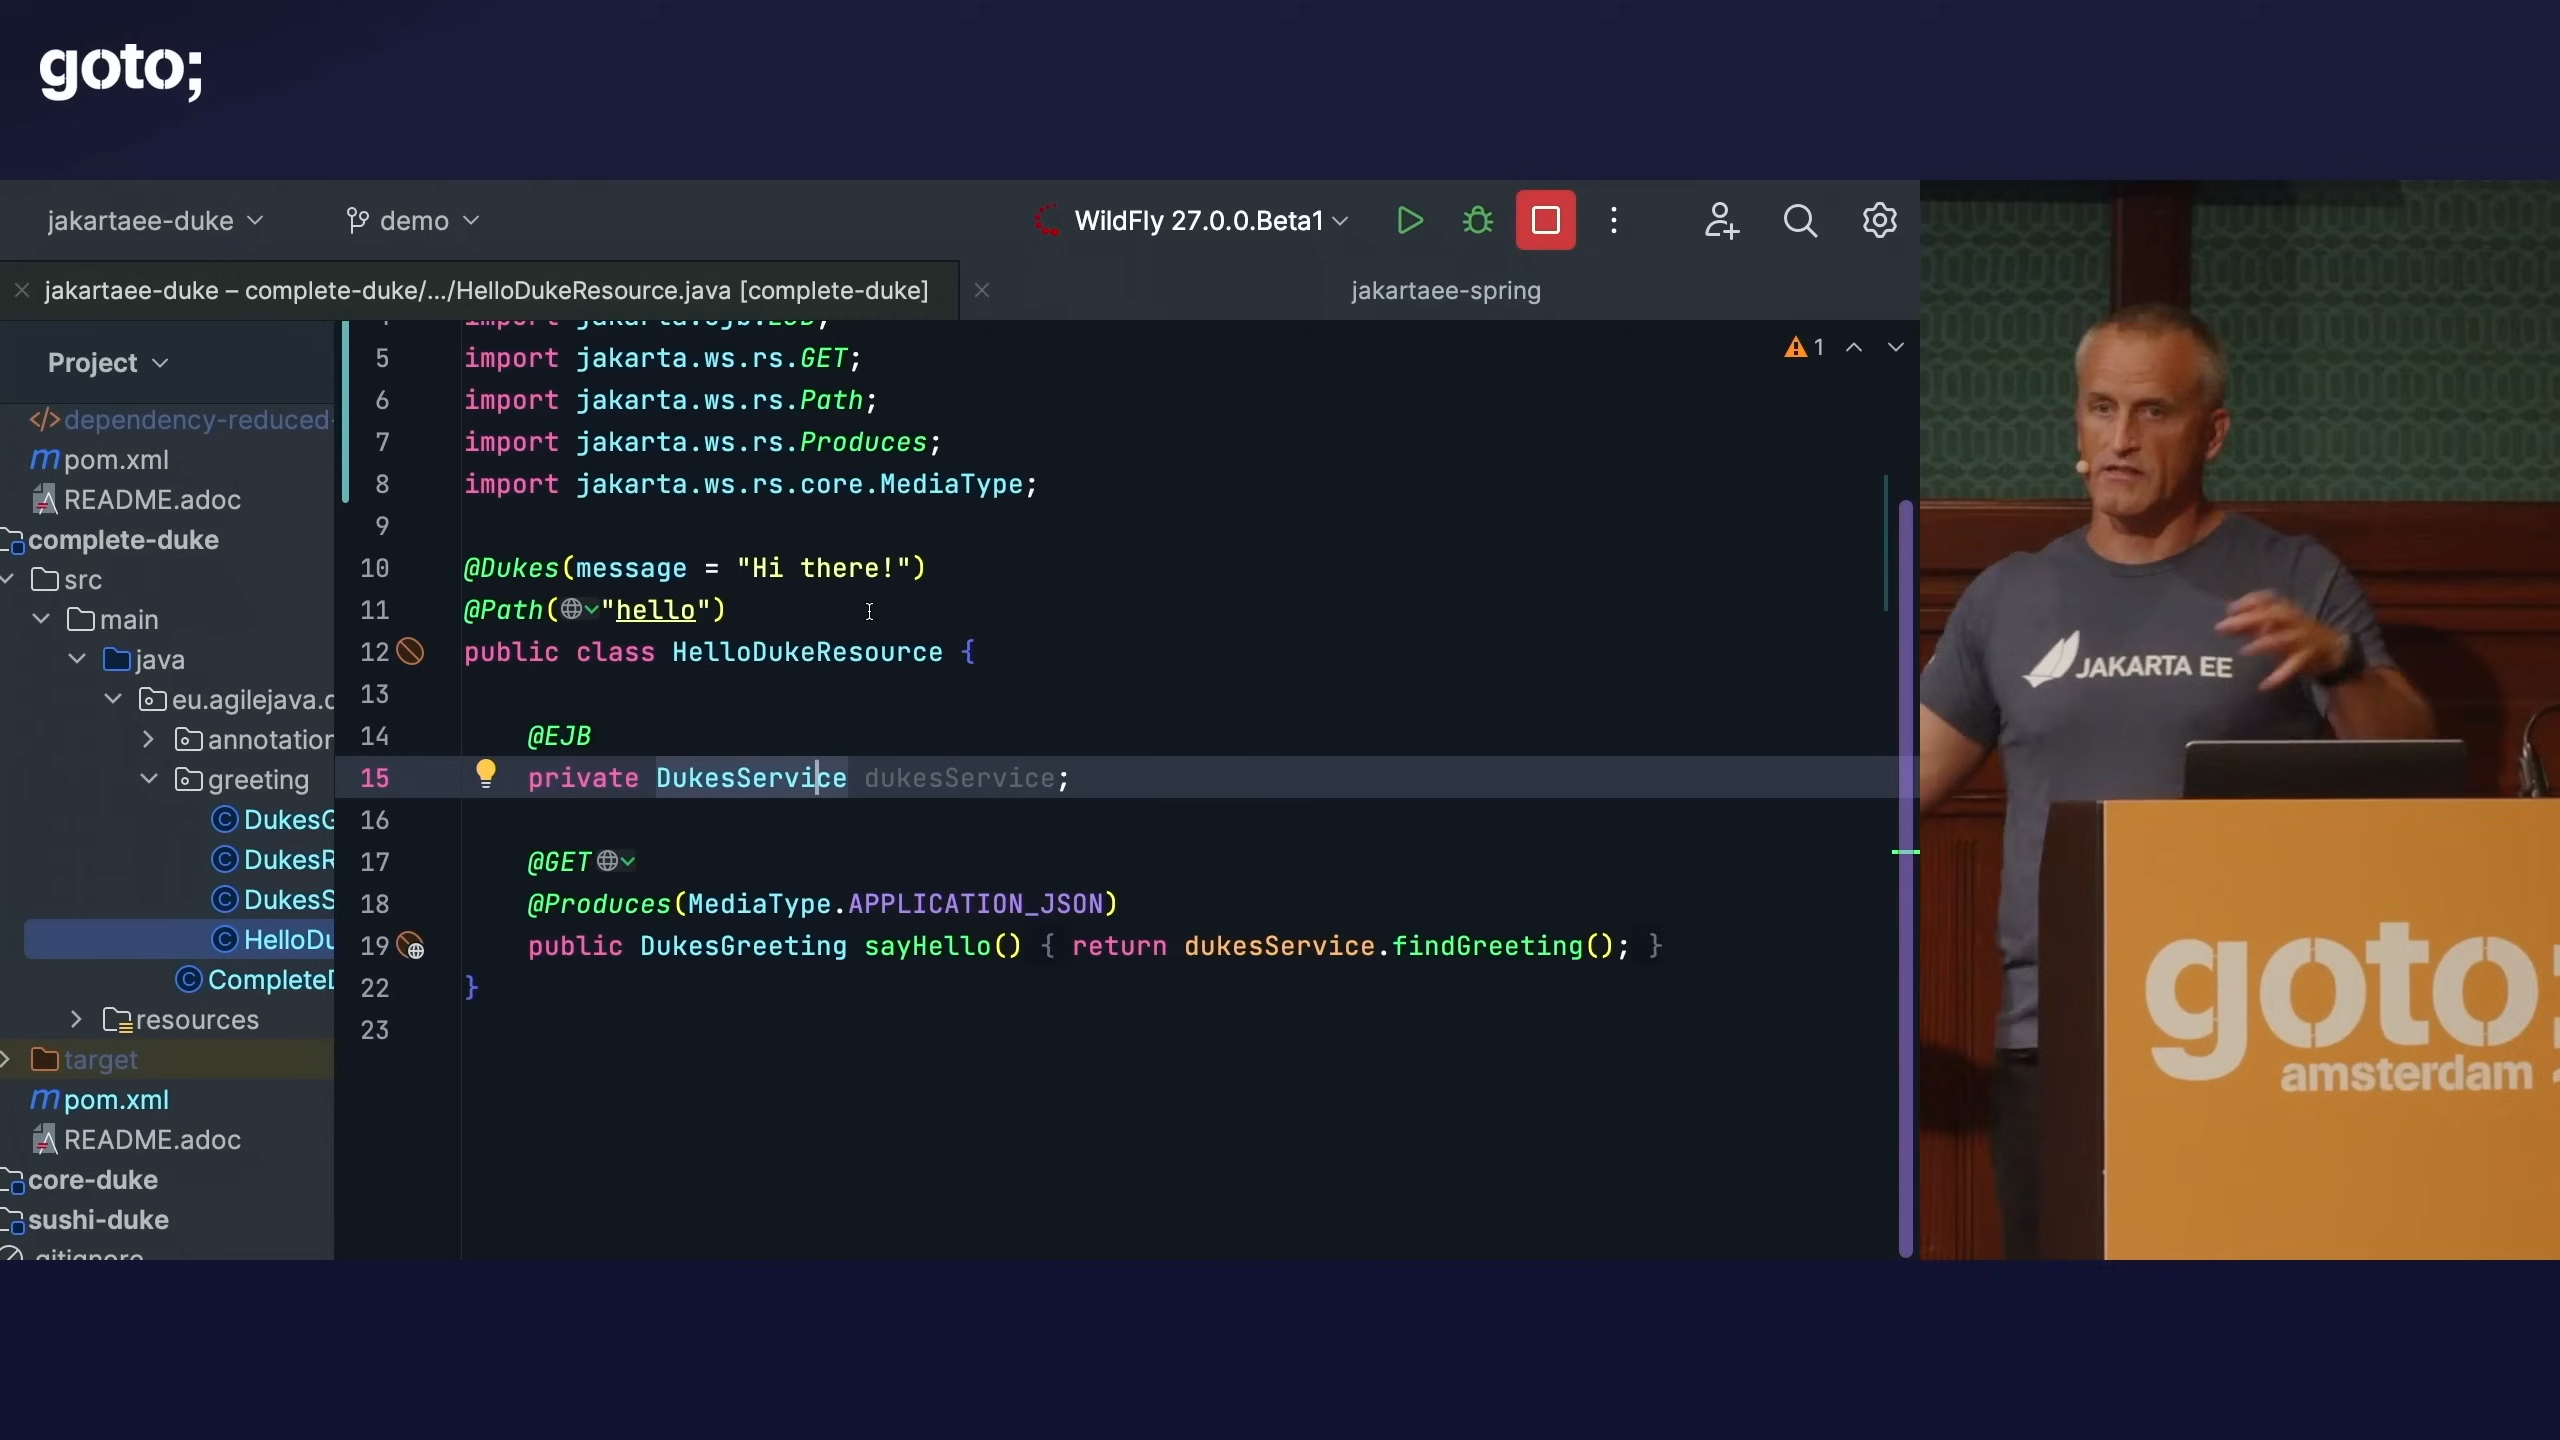 goto;
jakartaee-duke
demo
WildFly 27.0.0.Beta1
jakartaee-duke – complete-duke/.../HelloDukeResource.java [complete-duke]
jakartaee-spring
Project
dependency-reduced-
pom.xml
README.adoc
complete-duke
src
main
java
eu.agilejava.
annotation
greeting
DukesG
DukesR
DukesS
HelloDu
Complete
resources
target
pom.xml
README.adoc
core-duke
sushi-duke
.gitignore
1
5 import jakarta.ws.rs.GET;
6 import jakarta.ws.rs.Path;
7 import jakarta.ws.rs.Produces;
8 import jakarta.ws.rs.core.MediaType;
9
10 @Dukes(message = "Hi there!")
11 @Path("hello")
12 public class HelloDukeResource {
13
14 @EJB
15 private DukesService dukesService;
16
17 @GET
18 @Produces(MediaType.APPLICATION_JSON)
19 public DukesGreeting sayHello() { return dukesService.findGreeting(); }
22 }
23
JAKARTA EE
goto;
amsterdam